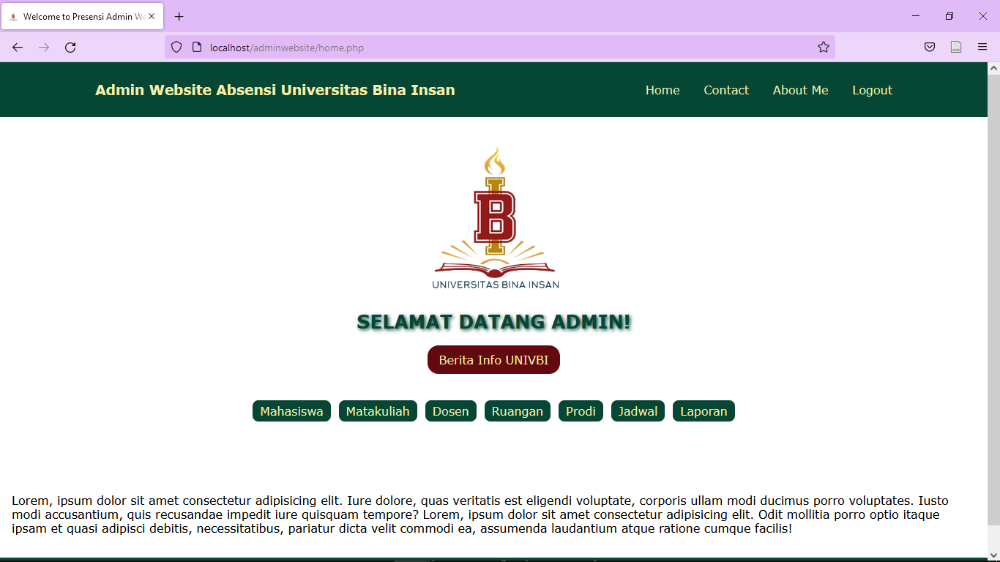 Welcome to Presensi Admin We
localhost/adminwebsite/home.php
Admin Website Absensi Universitas Bina Insan
Home Contact About Me Logout
IB
UNIVERSITAS BINA INSAN
SELAMAT DATANG ADMIN!
Berita Info UNIVBI
Mahasiswa Matakuliah Dosen Ruangan Prodi Jadwal Laporan
Lorem, ipsum dolor sit amet consectetur adipisicing elit. Iure dolore, quas veritatis est eligendi voluptate, corporis ullam modi ducimus porro voluptates. Iusto
modi accusantium, quis recusandae impedit iure quisquam tempore? Lorem, ipsum dolor sit amet consectetur adipisicing elit. Odit mollitia porro optio itaque
ipsam et quasi adipisci debitis, necessitatibus, pariatur dicta velit commodi ea, assumenda laudantium atque ratione cumque facilis!